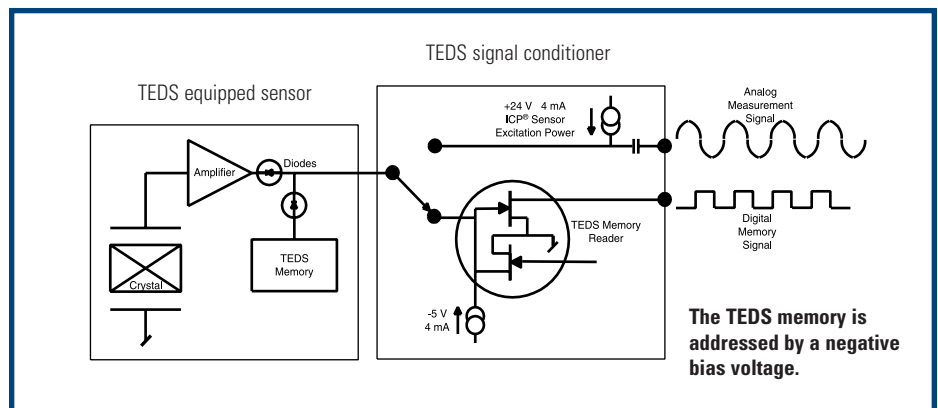 TEDS signal conditioner
TEDS equipped sensor
+24 V 4 mA
ICP® Sensor
Excitation Power
Analog
Measurement
Signal
Diodes
Amplifier
TEDS
Memory
Crystal
TEDS Memory
Reader
Digital
Memory
Signal
-5 V
4 mA
The TEDS memory is
addressed by a negative
bias voltage.